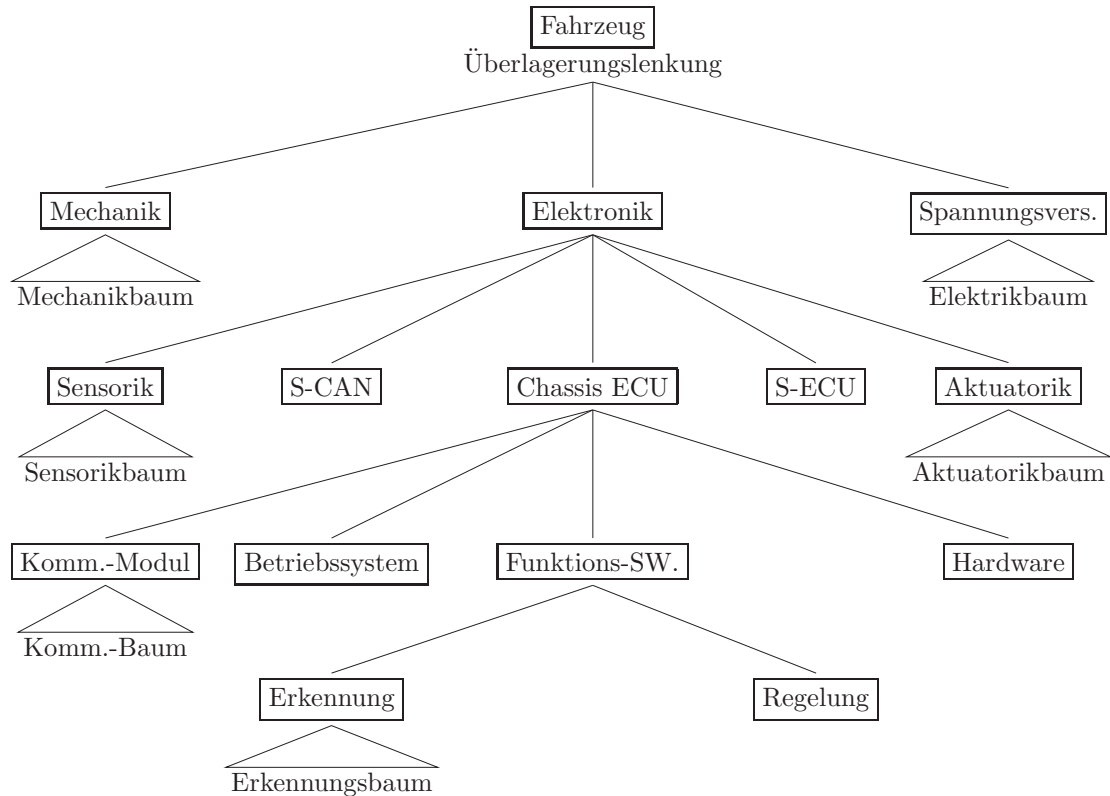 Fahrzeug
Überlagerungslenkung
Mechanik
Elektronik
Spannungsvers.
Mechanikbaum
Elektrikbaum
Sensorik
S-CAN
Chassis ECU
S-ECU
Aktuatorik
Sensorikbaum
Aktuatorikbaum
Komm.-Modul
Betriebssystem
Funktions-SW.
Hardware
Komm.-Baum
Erkennung
Regelung
Erkennungsbaum